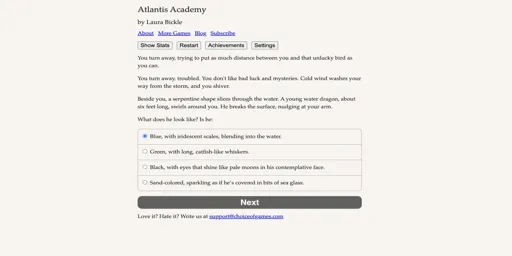 Atlantis Academy
by Laura Bickle
About More Games Blog Subscribe
Show Stats Restart Achievements Settings
You turn away, trying to put as much distance between you and that unlucky bird as
you can.
You turn away, troubled. You don't like bad luck and mysteries. Cold wind washes your
way from the storm, and you shiver.
Beside you, a serpentine shape slices through the water. A young water dragon, about
six feet long, swirls around you. He breaks the surface, nudging at your arm.
What does he look like? Is he:
Blue, with iridescent scales, blending into the water.
Green, with long, catfish-like whiskers.
Black, with eyes that shine like pale moons in his contemplative face.
Sand-colored, sparkling as if he's covered in bits of sea glass.
Next
Love it? Hate it? Write us at support@choiceofgames.com